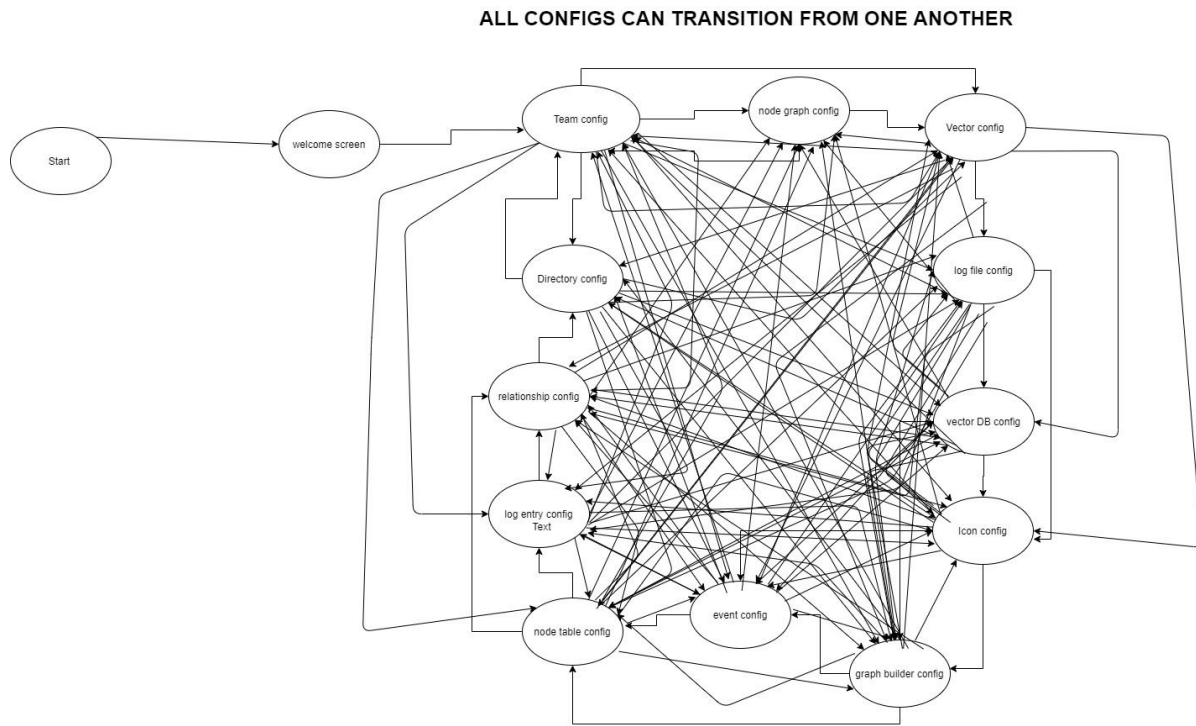 ALL CONFIGS CAN TRANSITION FROM ONE ANOTHER
Start
welcome screen
Team config
node graph config
Vector config
Directory config
log file config
relationship config
vector DB config
log entry config
Text
Icon config
node table config
event config
graph builder config